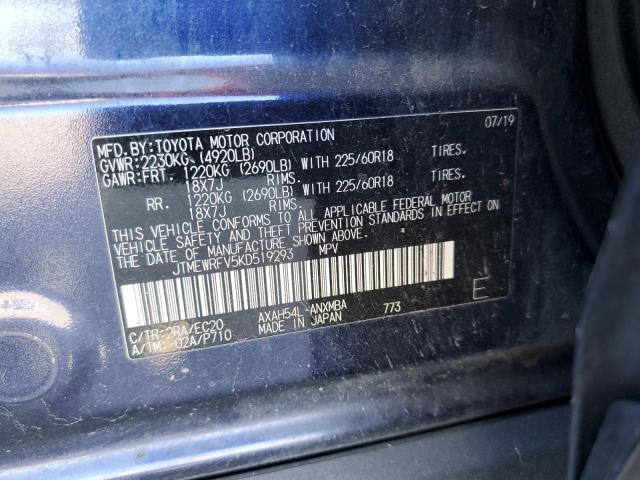 MFD. BY: TOYOTA MOTOR CORPORATION 07/19
GVWR: 2230KG (4920LB)
GAWR: FRT. 1220KG (2690LB) WITH 225/60R18 TIRES.
18X7J RIMS.
RR. 1220KG (2690LB) WITH 225/60R18 TIRES.
18X7J RIMS.
THIS VEHICLE CONFORMS TO ALL APPLICABLE FEDERAL MOTOR
VEHICLE SAFETY AND THEFT PREVENTION STANDARDS IN EFFECT ON
THE DATE OF MANUFACTURE SHOWN ABOVE.
JTMEWRFV5KD519293 MPV
C/TR: 2RA/EC20 AXAH54L-ANXMBA 773 E
A/TM: 02A/P710 MADE IN JAPAN